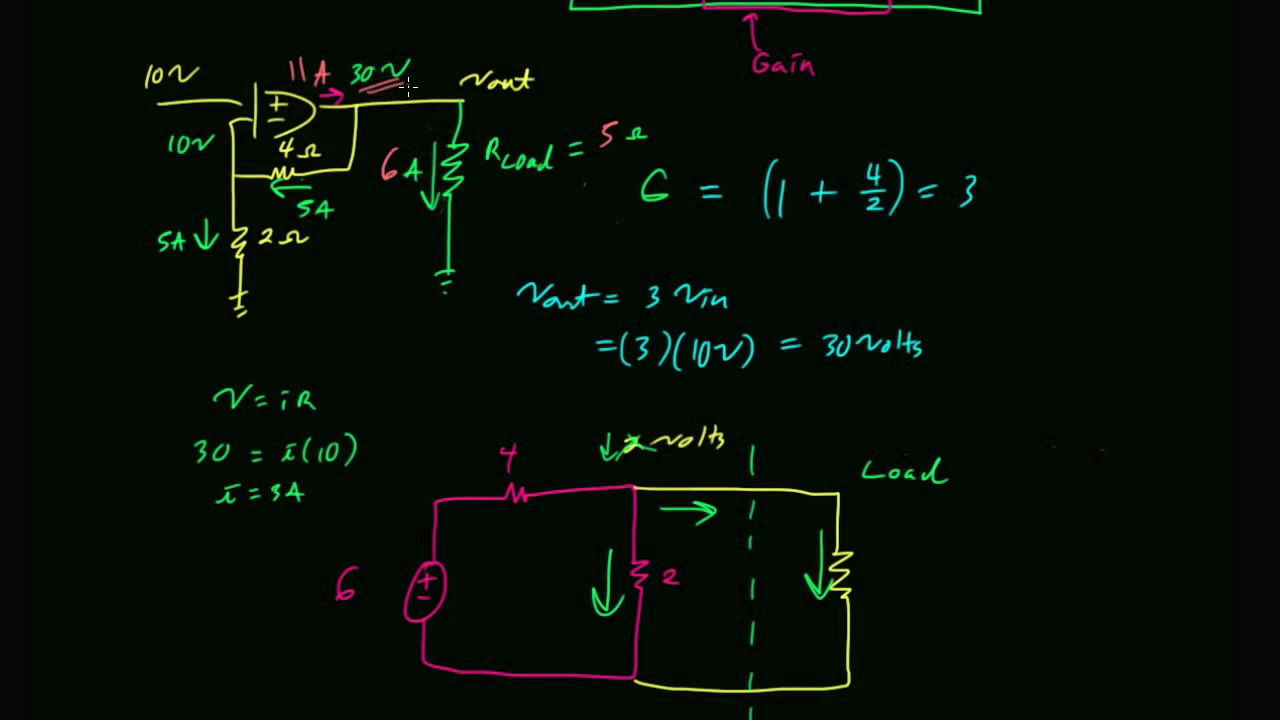 Gain
10V
11A
30V
Vout
10V
4Ω
6A
RLOAD = 5Ω
5A
5A
2Ω
G = (1 + 4/2) = 3
Vout = 3 Vin
= (3)(10V) = 30 volts
V = iR
30 = i(10)
i = 3A
4
2 volts
Load
6
2